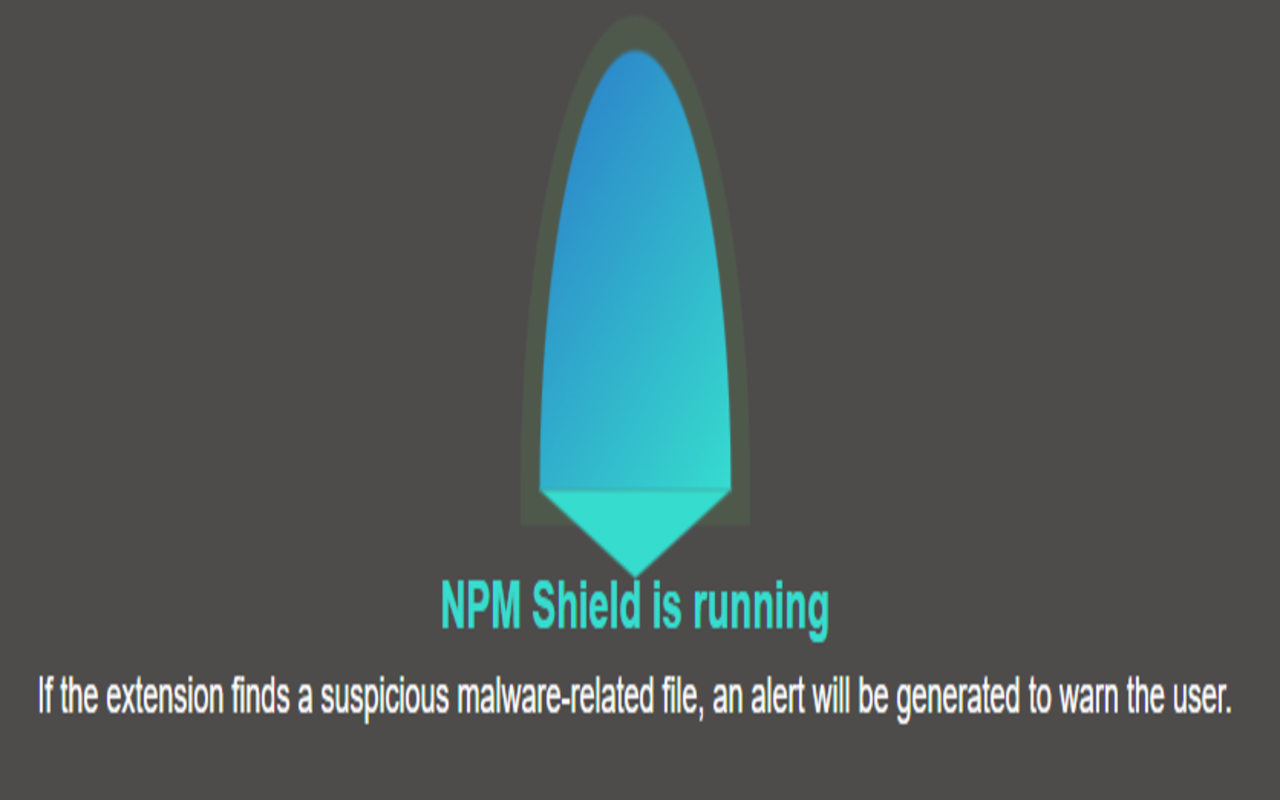 NPM Shield is running
If the extension finds a suspicious malware-related file, an alert will be generated to warn the user.